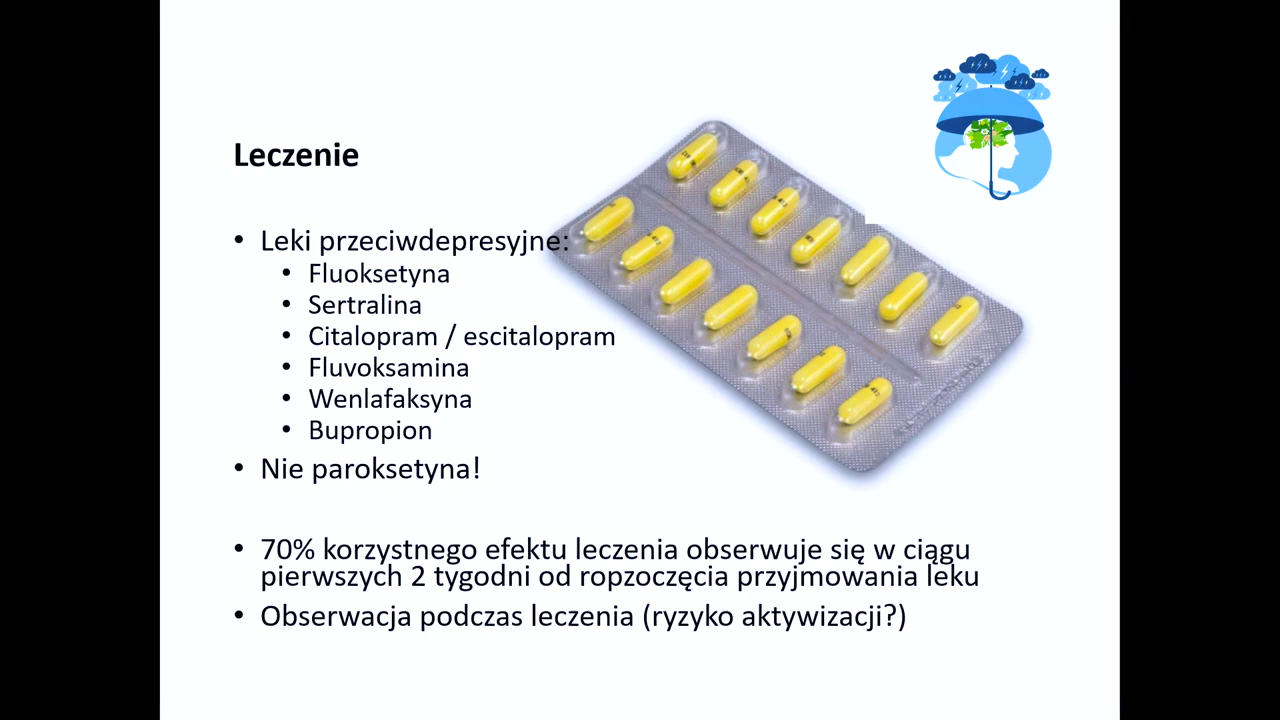 Leczenie
• Leki przeciwdepresyjne:
• Fluoksetyna
• Sertralina
• Citalopram / escitalopram
• Fluvoksamina
• Wenlafaksyna
• Bupropion
• Nie paroksetyna!
• 70% korzystnego efektu leczenia obserwuje się w ciągu
pierwszych 2 tygodni od ropzoczęcia przyjmowania leku
• Obserwacja podczas leczenia (ryzyko aktywizacji?)